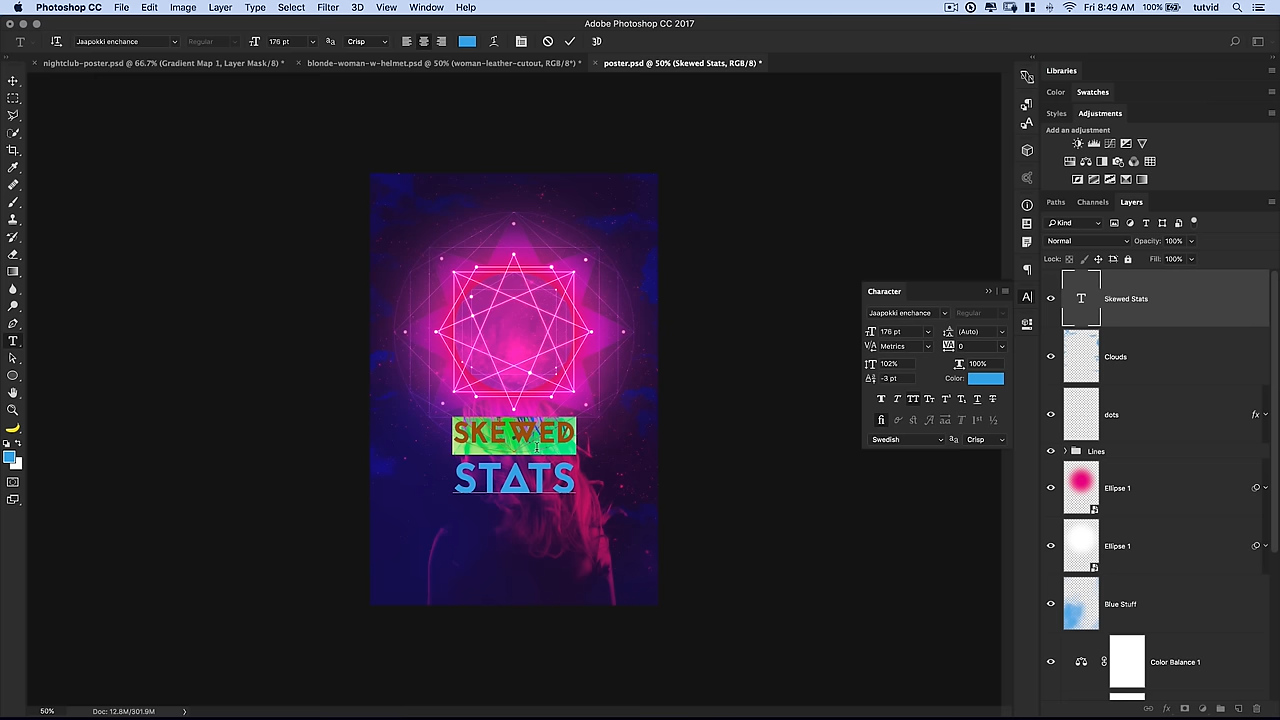 Photoshop CC File Edit Image Layer Type Select Filter 3D View Window Help 100% Fri 8:49 AM tutvid
Adobe Photoshop CC 2017
T Jaapokki enchance Regular 176 pt Crisp 3D
nightclub-poster.psd @ 66.7% (Gradient Map 1, Layer Mask/8) * blonde-woman-w-helmet.psd @ 50% (woman-leather-cutout, RGB/8*) * poster.psd @ 50% (Skewed Stats, RGB/8) *
Libraries
Color Swatches
Styles Adjustments
Add an adjustment
Paths Channels Layers
Kind
Normal Opacity: 100%
Lock: Fill: 100%
Skewed Stats
Clouds
dots fx
Lines
Ellipse 1
Ellipse 1
Blue Stuff
Color Balance 1
Character
Jaapokki enchance Regular
176 pt (Auto)
Metrics 0
102% 100%
-3 pt Color:
Swedish Crisp
SKEWED
STATS
50% Doc: 12.8M/301.9M